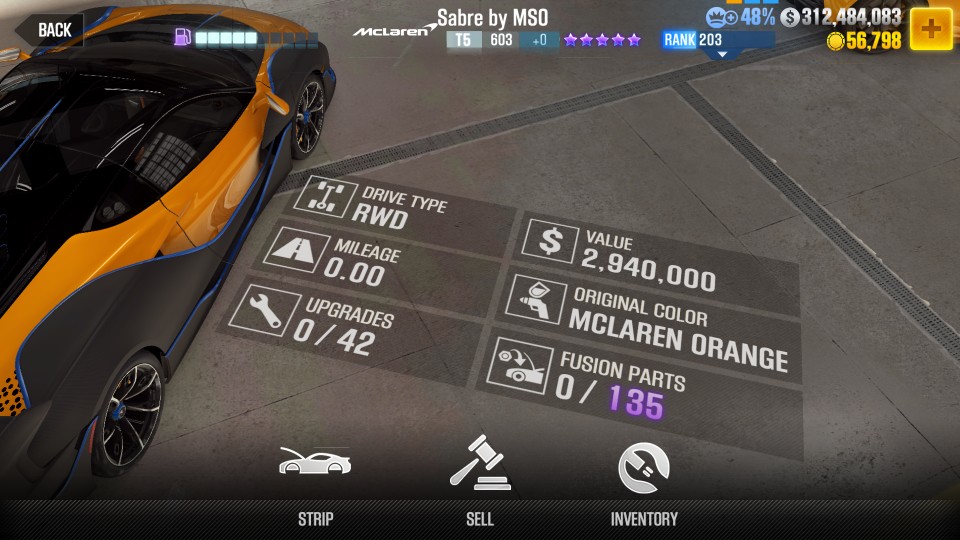 BACK
McLaren
Sabre by MSO
T5 603 +0
48%
$ 312,484,083
RANK 203
56,798
DRIVE TYPE
RWD
MILEAGE
0.00
UPGRADES
0 / 42
$ VALUE
2,940,000
ORIGINAL COLOR
MCLAREN ORANGE
FUSION PARTS
0 / 135
STRIP
SELL
INVENTORY